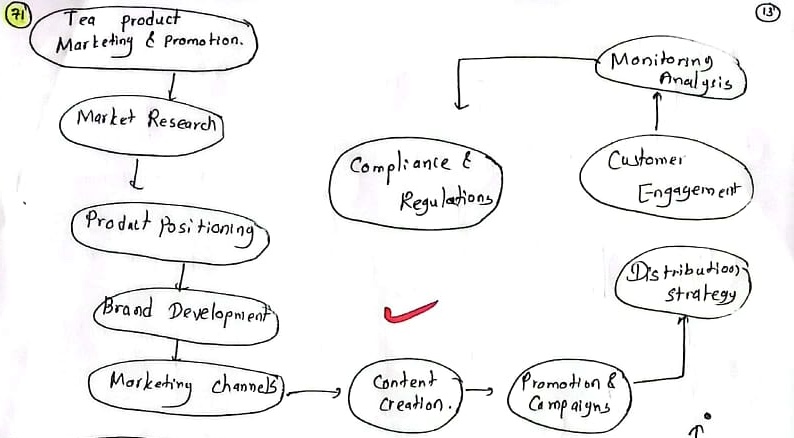 71
13
Tea product
Marketing & Promotion.
Market Research
Product Positioning
Brand Development
Marketing channels
Content
Creation.
Promotion &
Campaigns
Distribution
strategy
Customer
Engagement
Monitoring
Analysis
Compliance &
Regulations